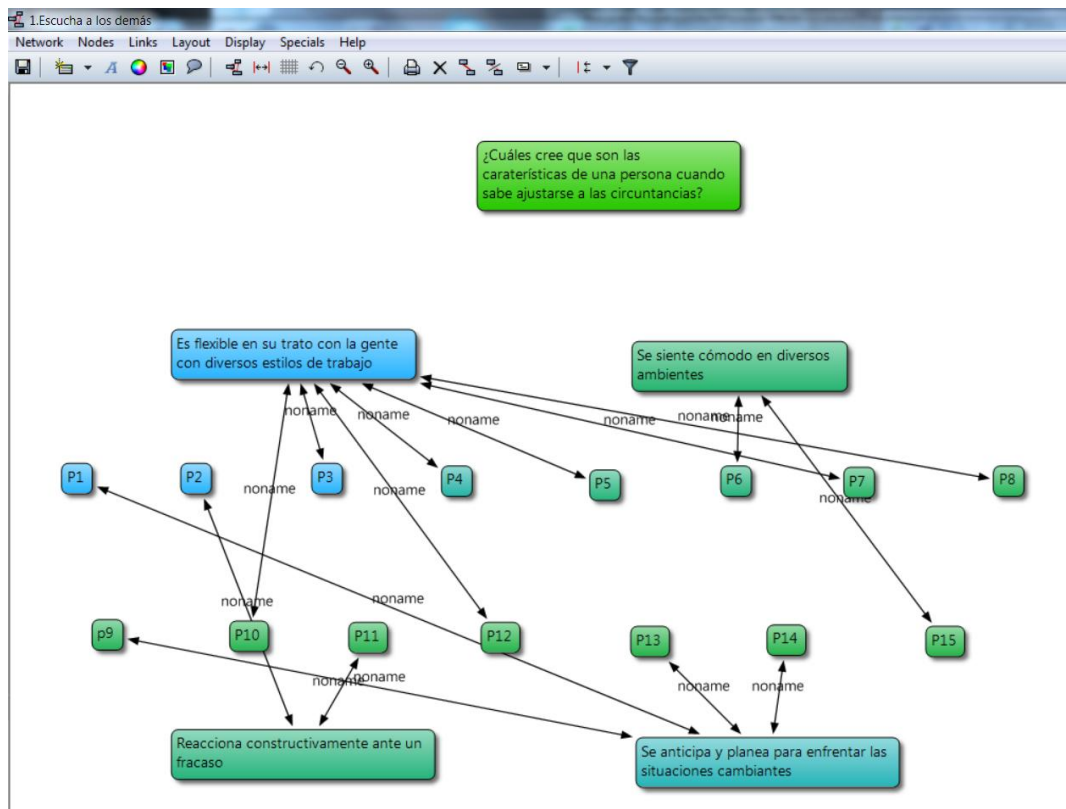 1.Escucha a los demás
Network Nodes Links Layout Display Specials Help
¿Cuáles cree que son las
caraterísticas de una persona cuando
sabe ajustarse a las circuntancias?
Es flexible en su trato con la gente
con diversos estilos de trabajo
Se siente cómodo en diversos
ambientes
noname
noname
noname
noname
noname
noname
P1
P2
P3
P4
P5
P6
P7
P8
noname
noname
noname
noname
noname
p9
P10
P11
P12
P13
P14
P15
noname
noname
noname
noname
Reacciona constructivamente ante un
fracaso
Se anticipa y planea para enfrentar las
situaciones cambiantes